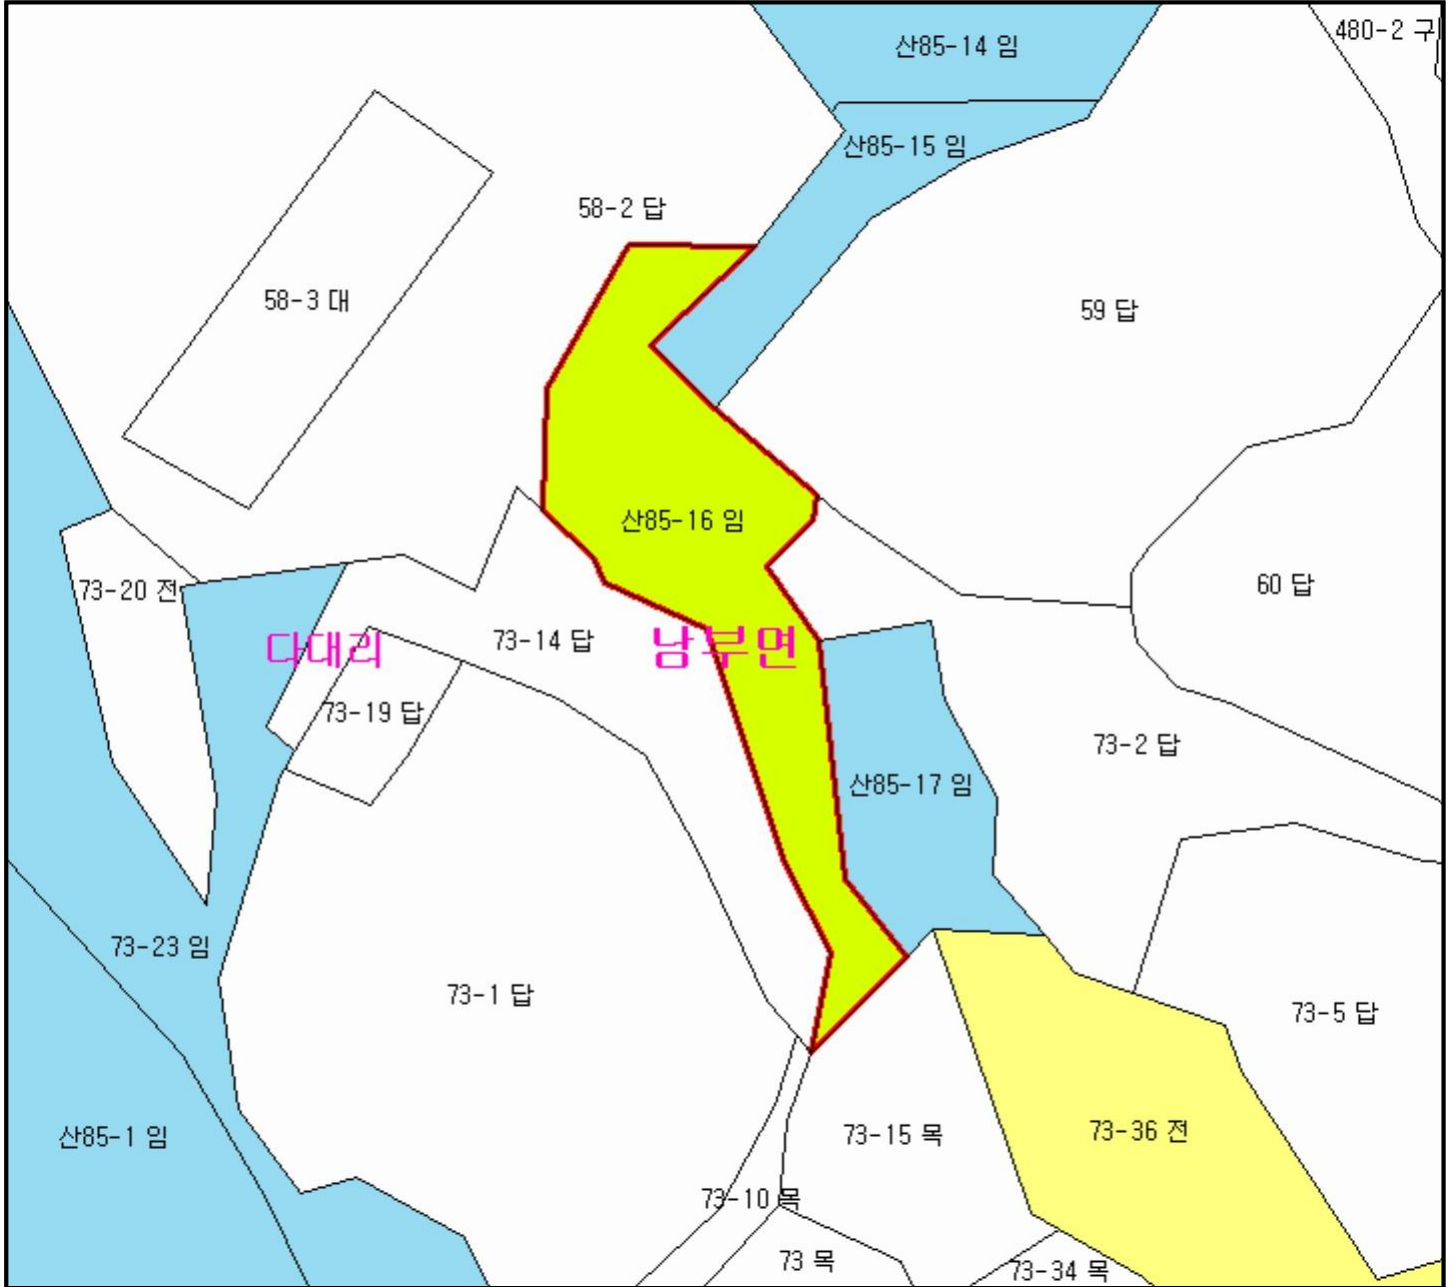 480-2 구
산85-14 임
산85-15 임
58-2 답
58-3 대
59 답
산85-16 임
60 답
73-20 전
73-14 답
다대리
남부면
73-19 답
73-2 답
산85-17 임
73-23 임
73-1 답
73-5 답
산85-1 임
73-15 목
73-36 전
73-10 목
73 목
73-34 목